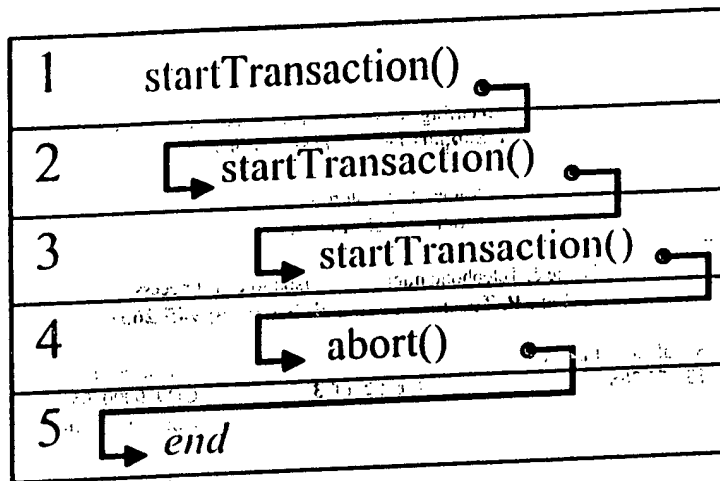 1 startTransaction()
2 startTransaction()
3 startTransaction()
4 abort()
5 end